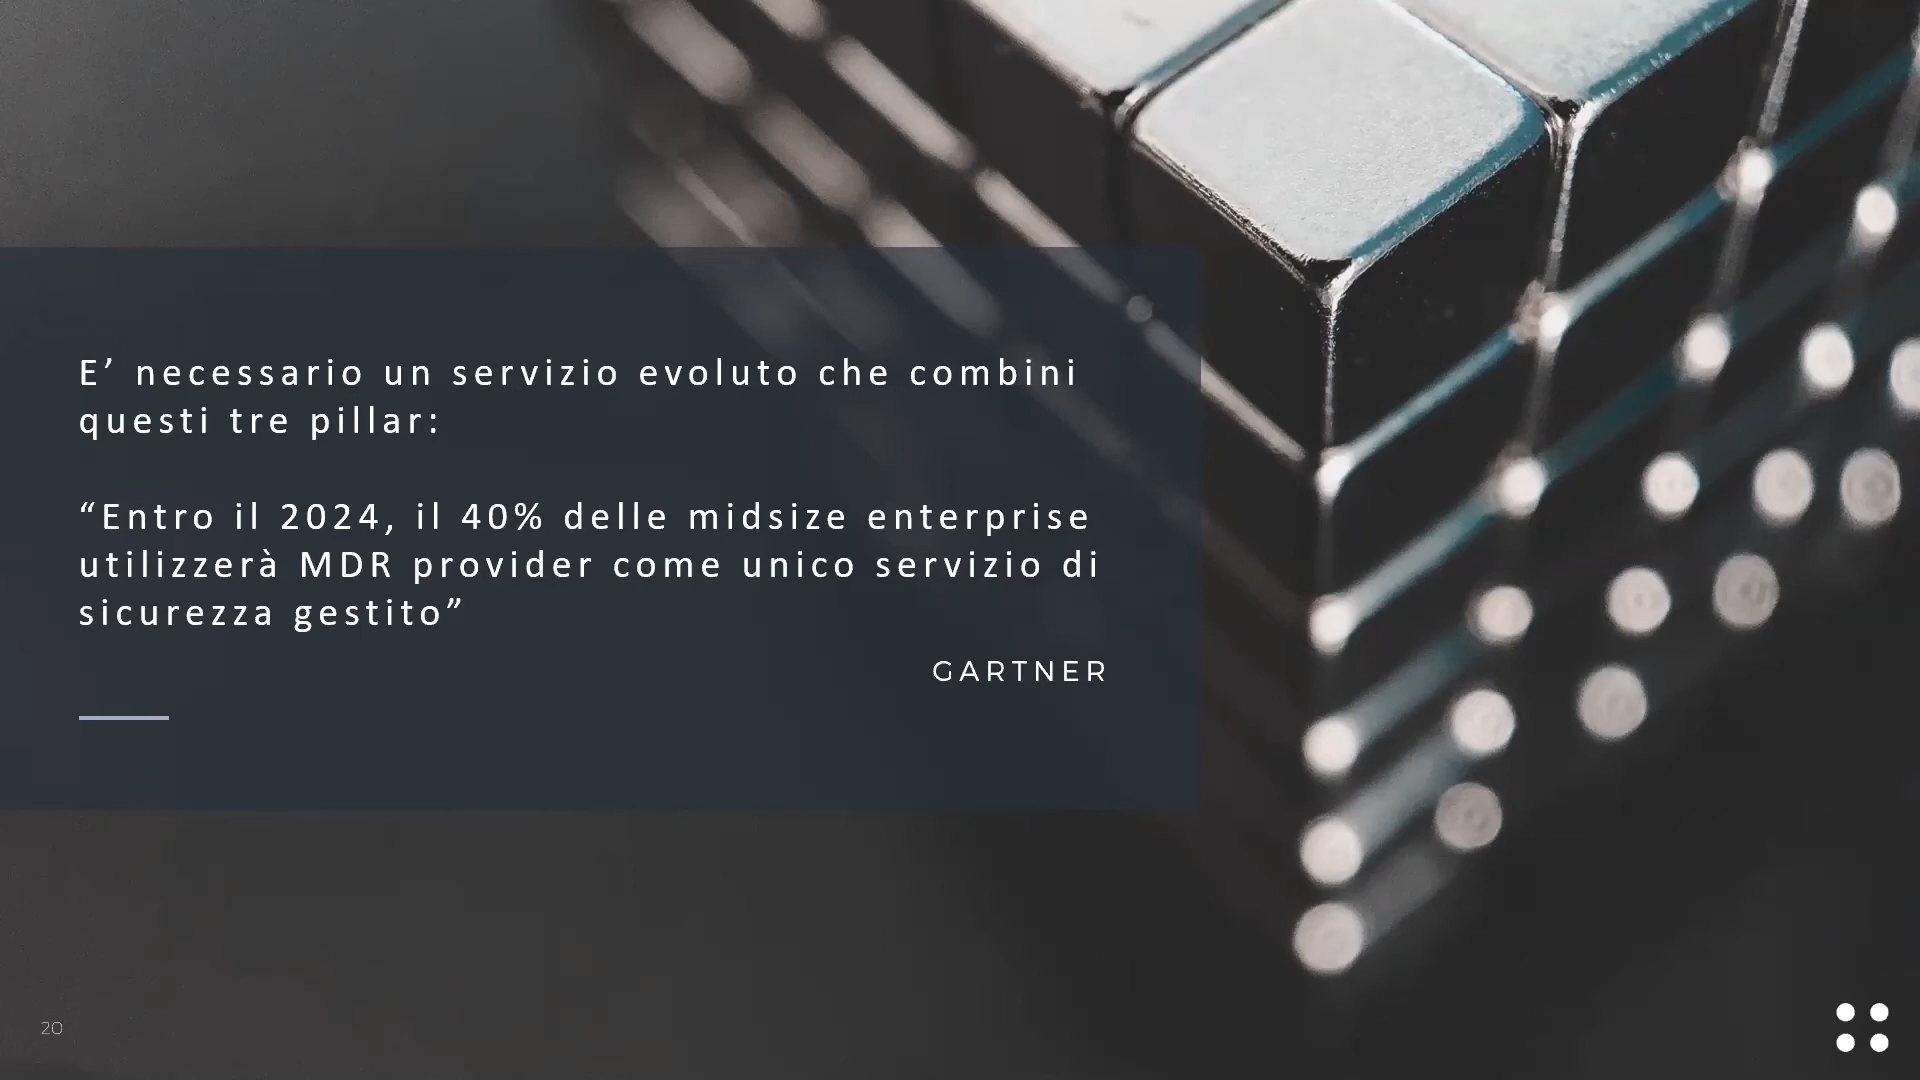 E’ necessario un servizio evoluto che combini
questi tre pillar:
“Entro il 2024, il 40% delle midsize enterprise
utilizzerà MDR provider come unico servizio di
sicurezza gestito”
GARTNER
20